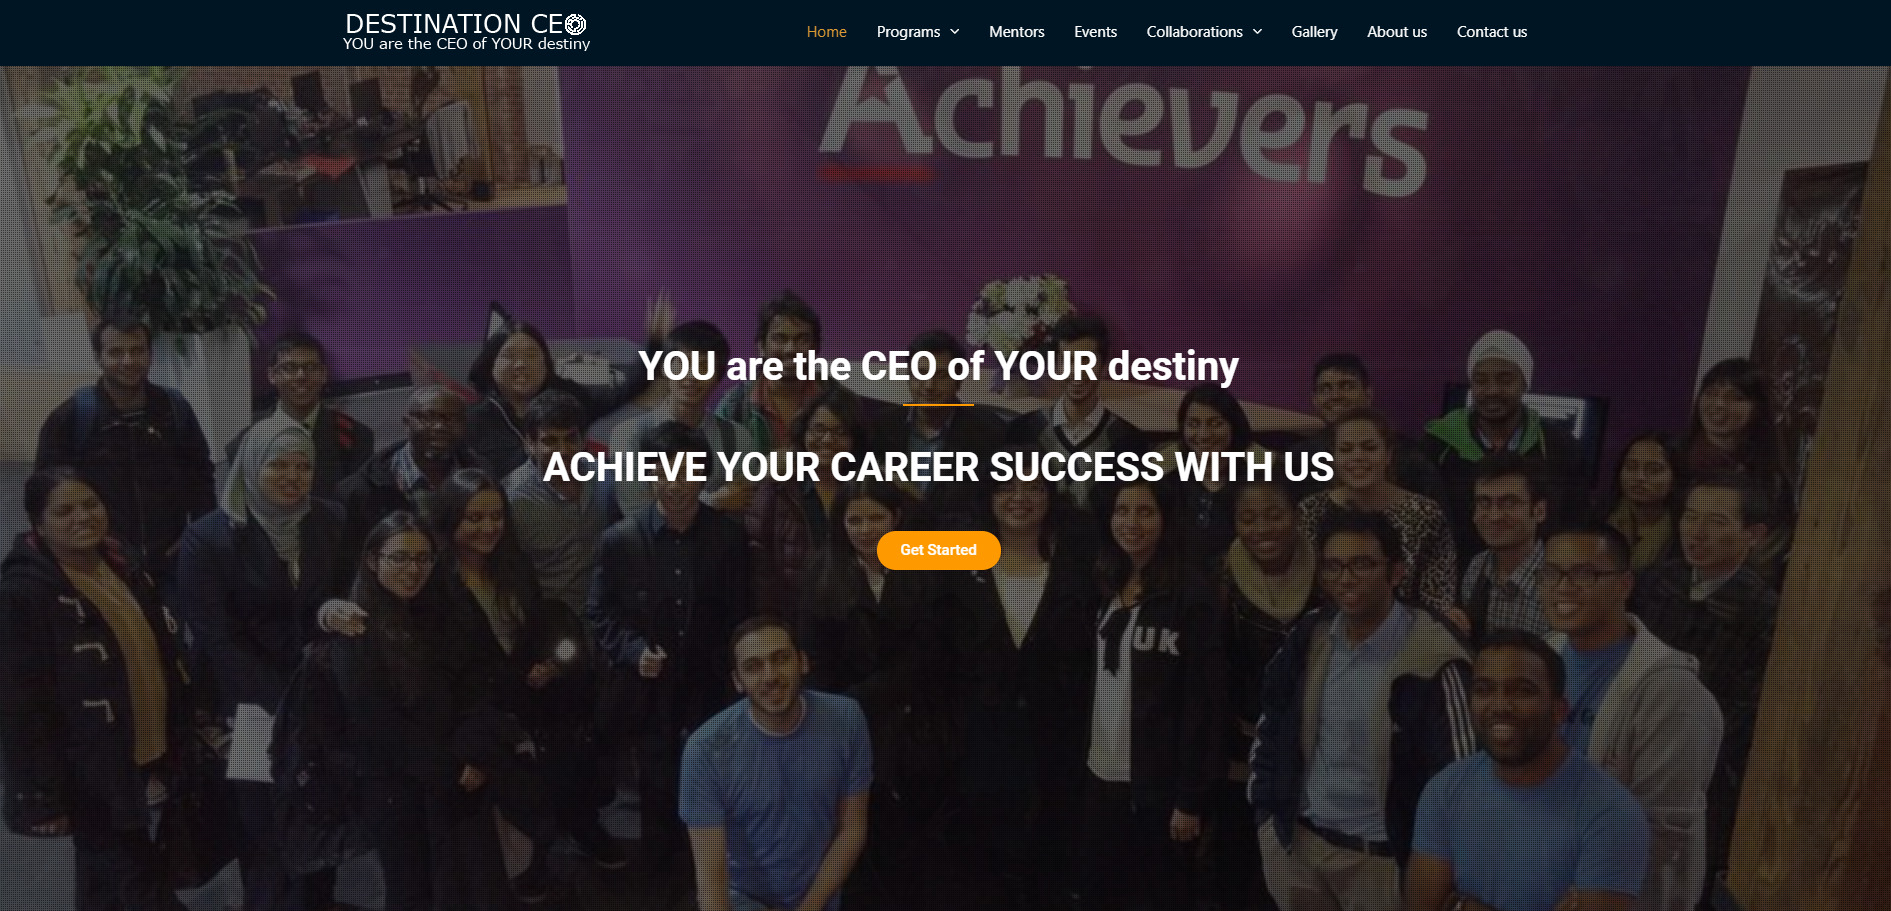 DESTINATION CEO
YOU are the CEO of YOUR destiny
Home Programs Mentors Events Collaborations Gallery About us Contact us
Achievers
YOU are the CEO of YOUR destiny
ACHIEVE YOUR CAREER SUCCESS WITH US
Get Started
UK